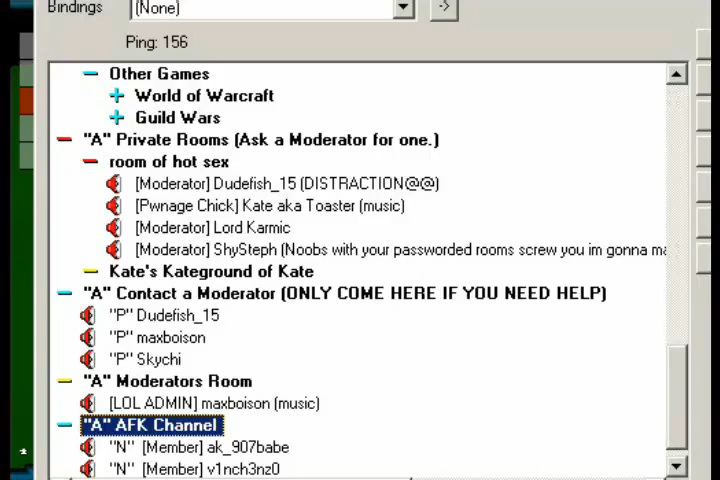 Bindings
(None)
->
Ping: 156
Other Games
World of Warcraft
Guild Wars
"A" Private Rooms (Ask a Moderator for one.)
room of hot sex
[Moderator] Dudefish_15 (DISTRACTION@@)
[Pwnage Chick] Kate aka Toaster (music)
[Moderator] Lord Karmic
[Moderator] ShySteph (Noobs with your passworded rooms screw you im gonna ma
Kate's Kateground of Kate
"A" Contact a Moderator (ONLY COME HERE IF YOU NEED HELP)
"P" Dudefish_15
"P" maxboison
"P" Skychi
"A" Moderators Room
[LOL ADMIN] maxboison (music)
"A" AFK Channel
"N" [Member] ak_907babe
"N" [Member] v1nch3nz0